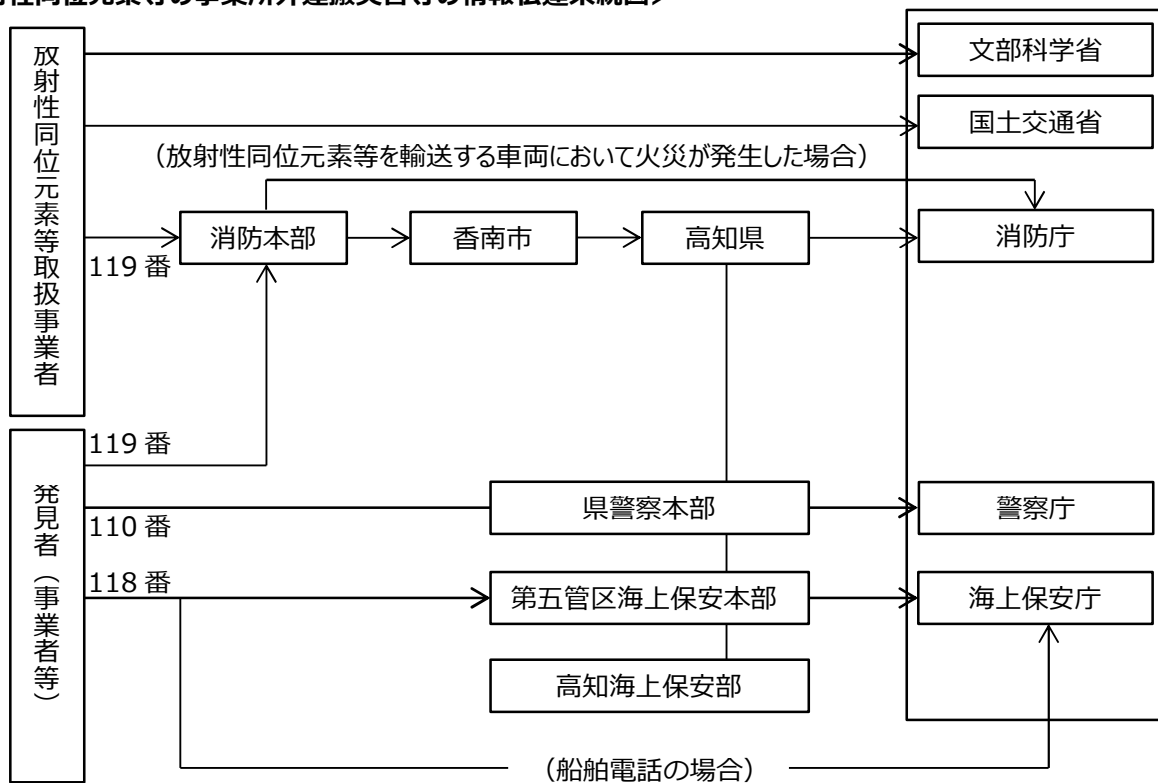 放射性同位元素等取扱事業者
文部科学省
国土交通省
（放射性同位元素等を輸送する車両において火災が発生した場合）
消防本部
香南市
高知県
消防庁
119 番
119 番
発見者（事業者等）
110 番
県警察本部
警察庁
118 番
第五管区海上保安本部
海上保安庁
高知海上保安部
（船舶電話の場合）